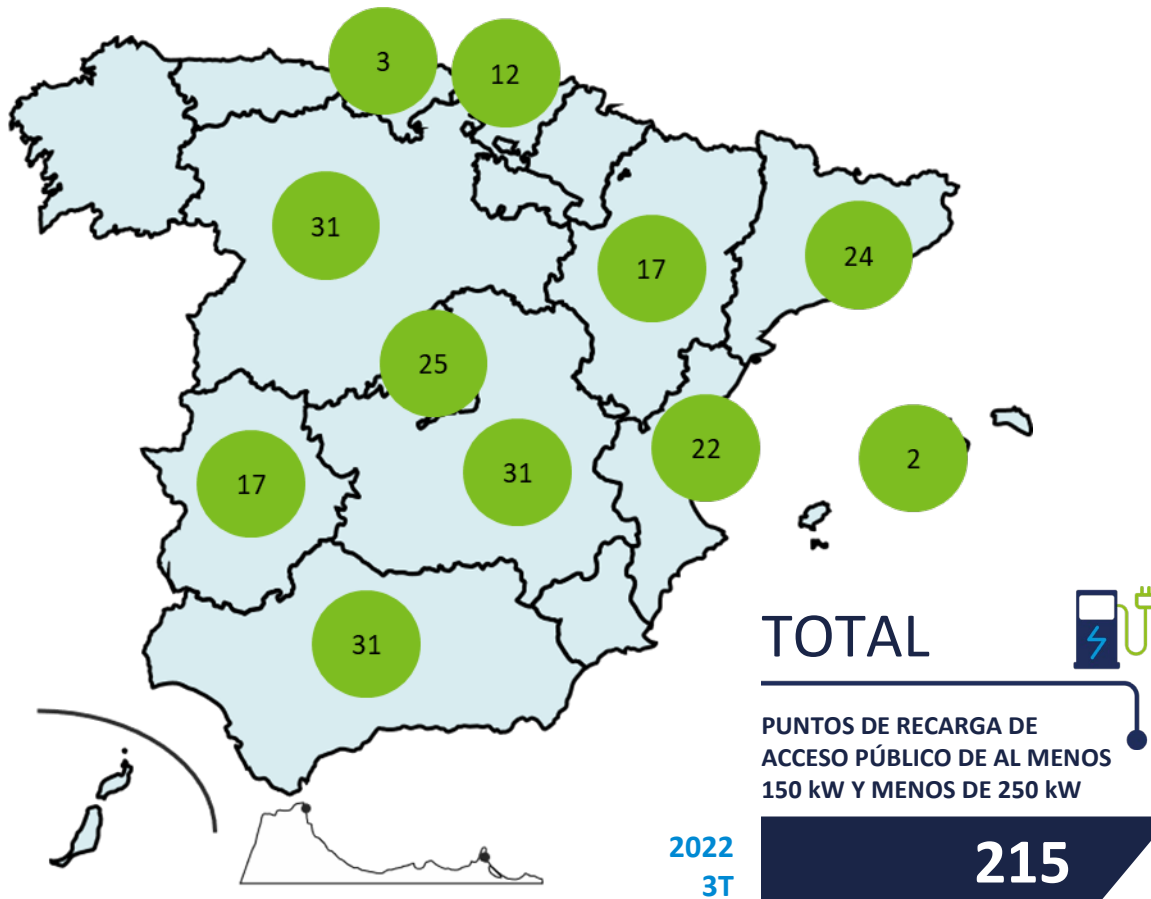 3
12
31
17
24
25
22
2
17
31
31
TOTAL
PUNTOS DE RECARGA DE
ACCESO PÚBLICO DE AL MENOS
150 kW Y MENOS DE 250 kW
2022
3T
215